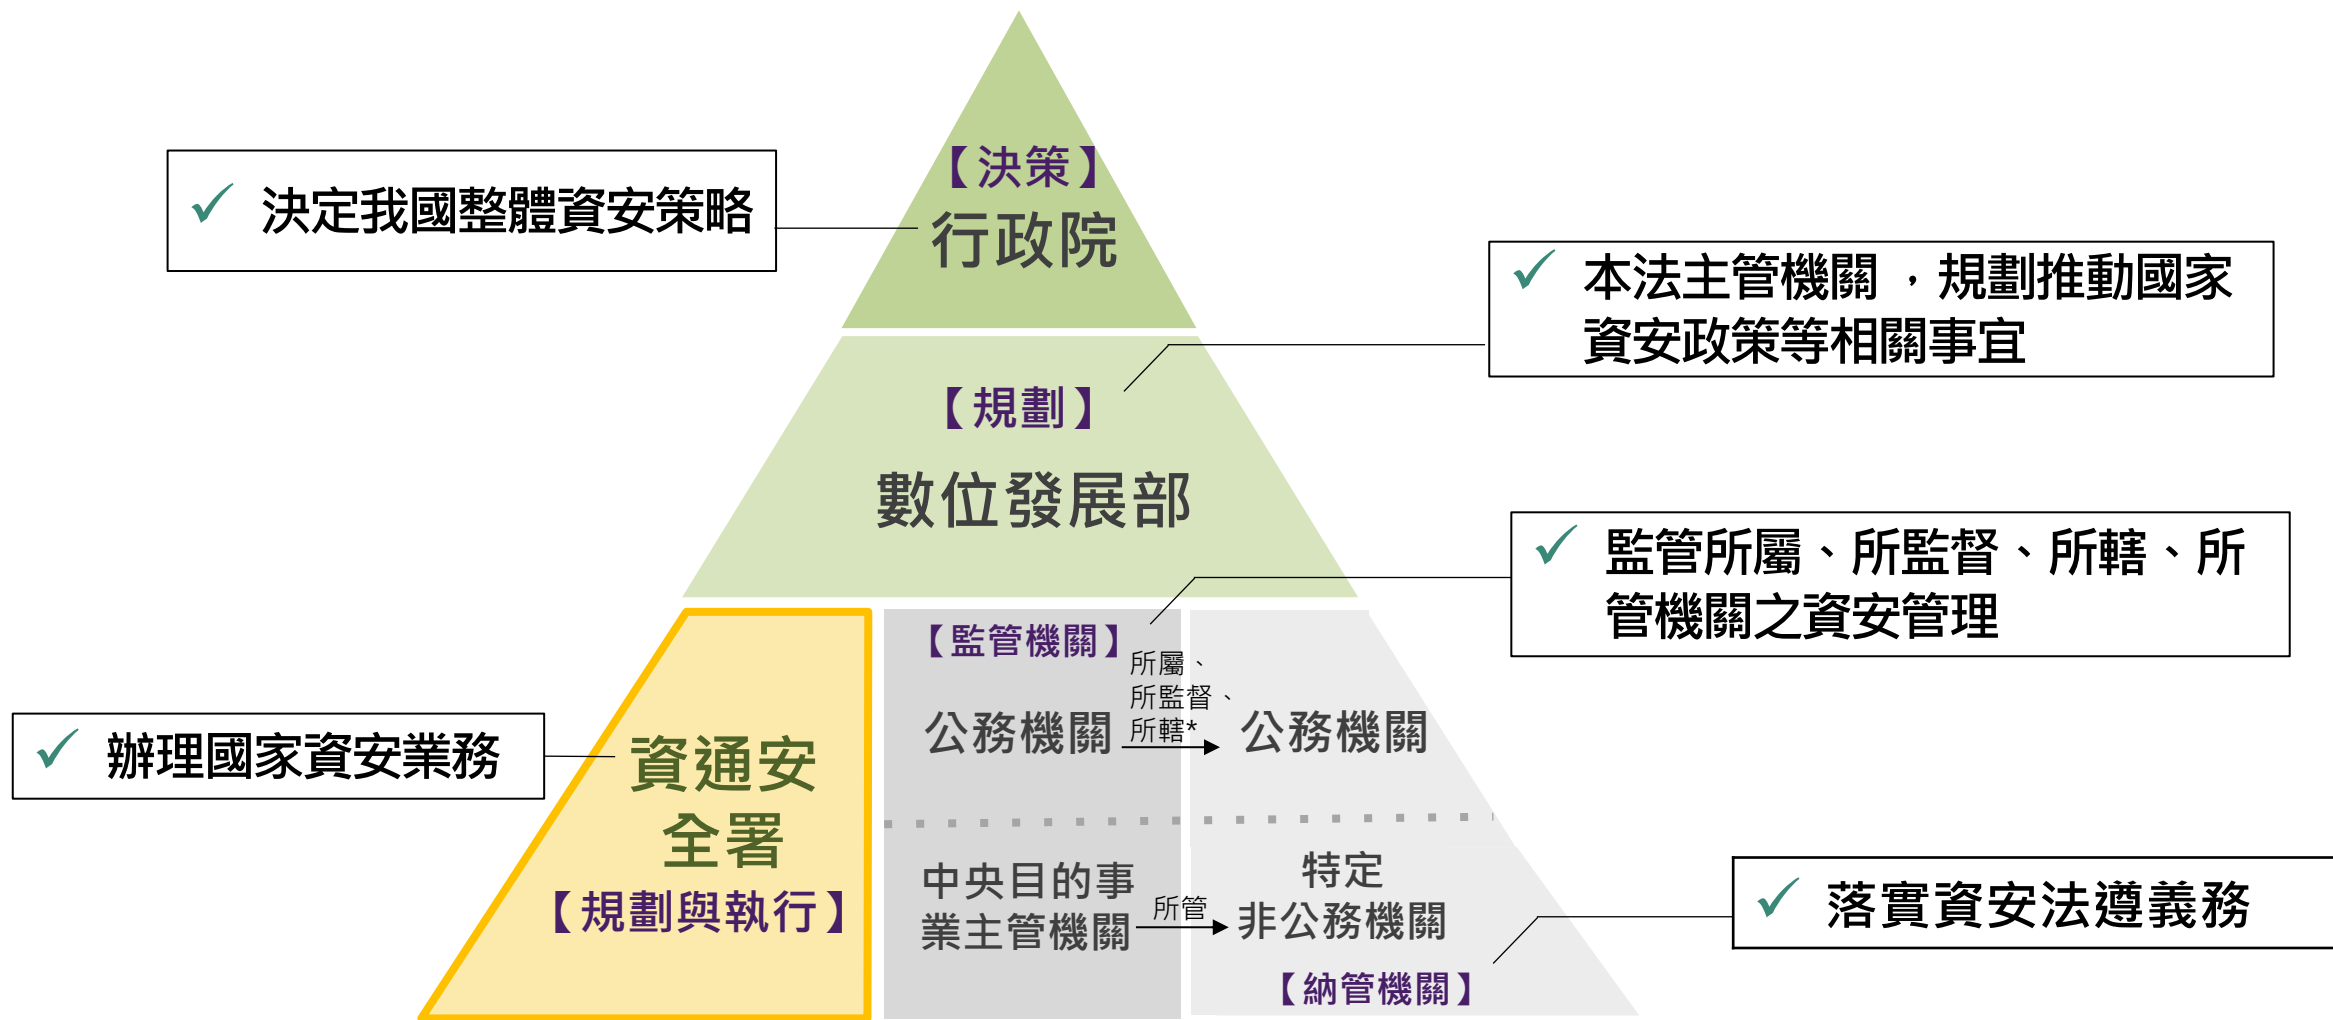 【決策】
行政院
決定我國整體資安策略
本法主管機關，規劃推動國家
資安政策等相關事宜
【規劃】
數位發展部
監管所屬、所監督、所轄、所
管機關之資安管理
【監管機關】
所屬、
所監督、
所轄*
公務機關
公務機關
辦理國家資安業務
資通安
全署
【規劃與執行】
中央目的事
業主管機關
所管
特定
非公務機關
【納管機關】
落實資安法遵義務